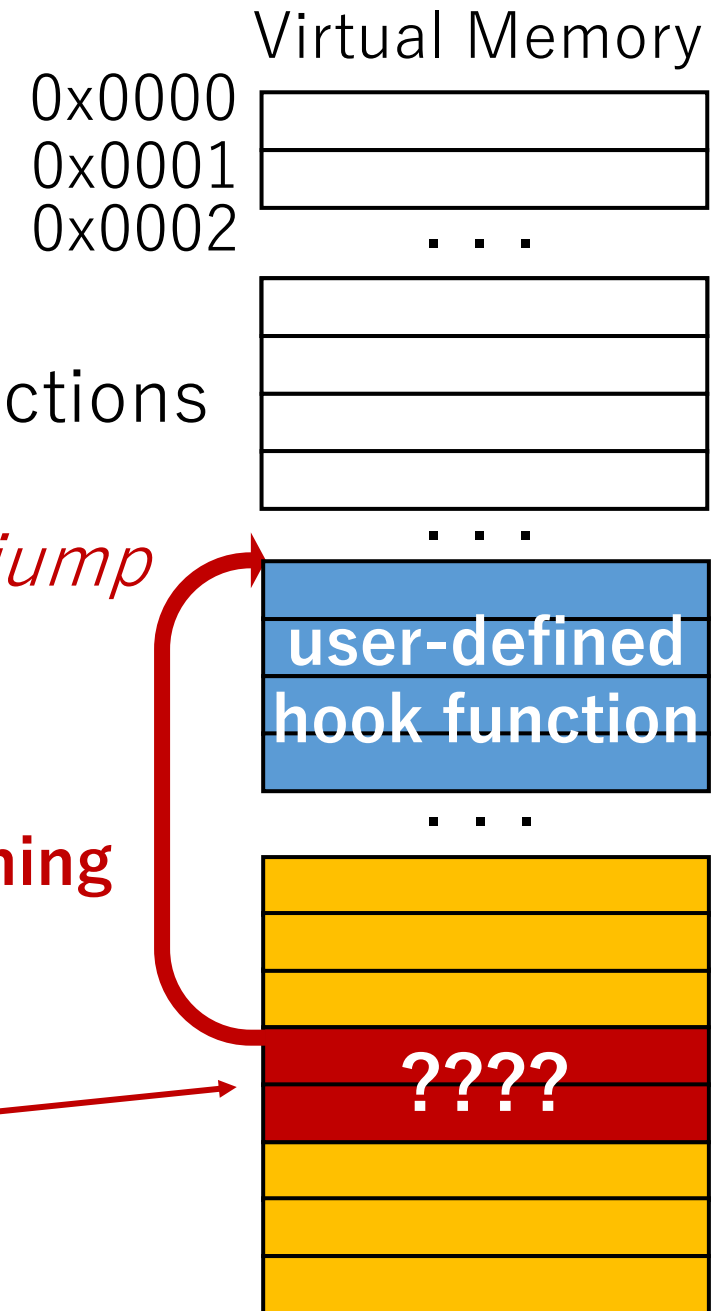 Virtual Memory
0x0000
0x0001
0x0002
. . .
ctions
. . .
jump
user-defined
hook function
. . .
ning
????